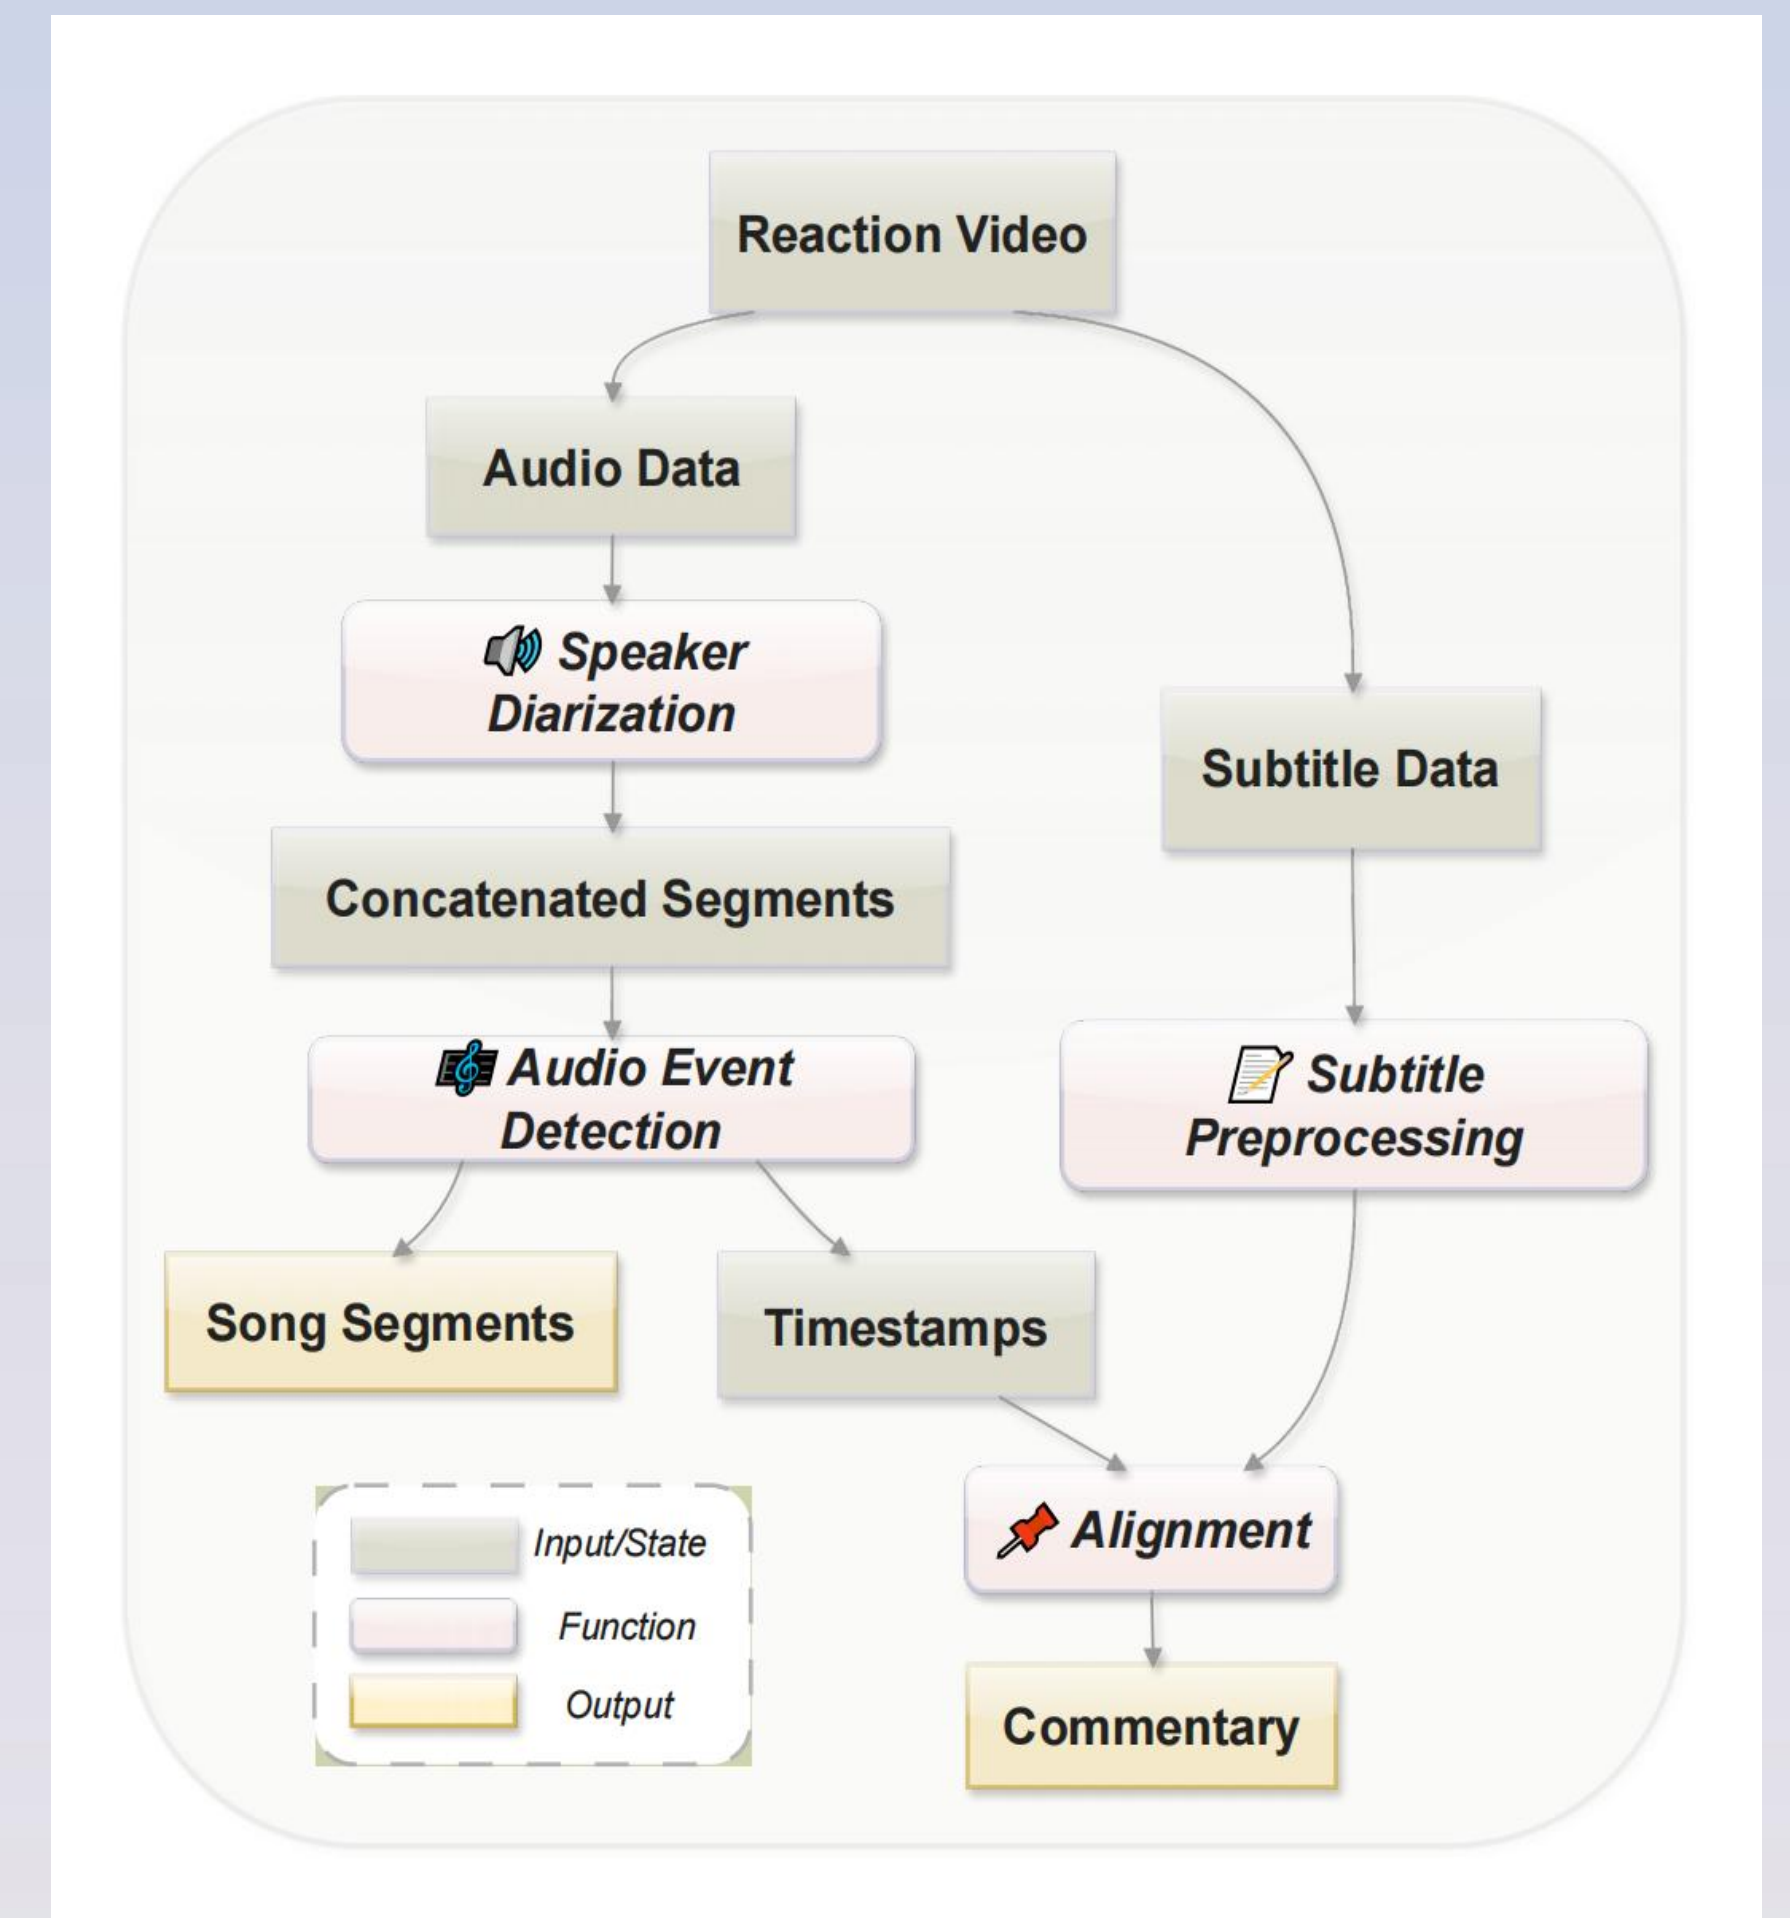 Reaction Video
Audio Data
Speaker
Diarization
Subtitle Data
Concatenated Segments
Audio Event
Detection
Subtitle
Preprocessing
Song Segments
Timestamps
Alignment
Commentary
Input/State
Function
Output